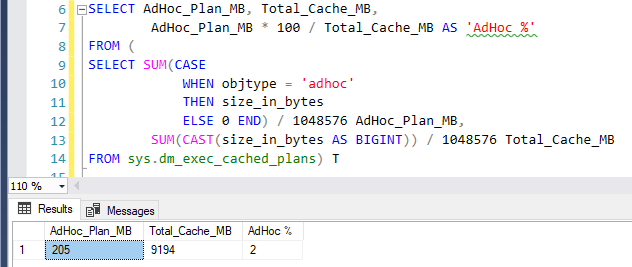 6 SELECT AdHoc_Plan_MB, Total_Cache_MB,
7 AdHoc_Plan_MB * 100 / Total_Cache_MB AS 'AdHoc %'
8 FROM (
9 SELECT SUM(CASE
10 WHEN objtype = 'adhoc'
11 THEN size_in_bytes
12 ELSE 0 END) / 1048576 AdHoc_Plan_MB,
13 SUM(CAST(size_in_bytes AS BIGINT)) / 1048576 Total_Cache_MB
14 FROM sys.dm_exec_cached_plans) T
110 %
Results Messages
AdHoc_Plan_MB Total_Cache_MB AdHoc %
1 205 9194 2